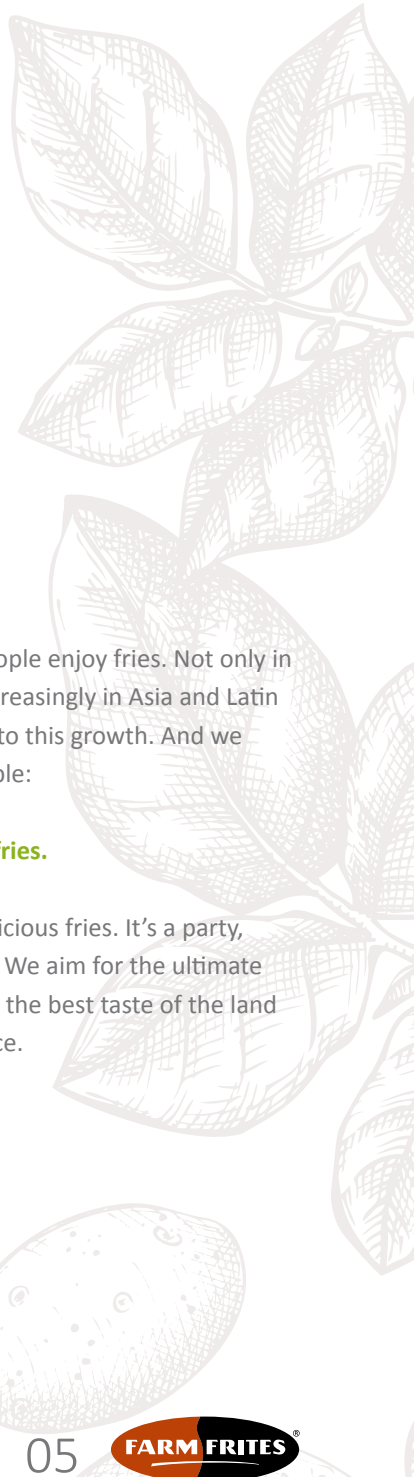 ople enjoy fries. Not only in
reasingly in Asia and Latin
to this growth. And we
ple:
fries.
icious fries. It's a party,
We aim for the ultimate
the best taste of the land
ce.
05
FARM FRITES®